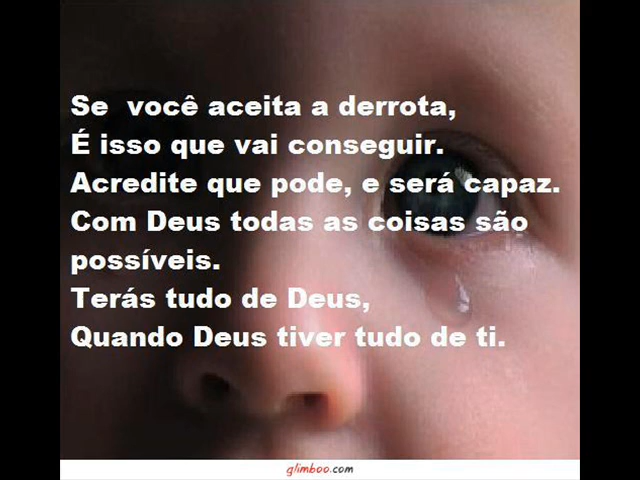 Se você aceita a derrota,
É isso que vai conseguir.
Acredite que pode, e será capaz.
Com Deus todas as coisas são
possíveis.
Terás tudo de Deus,
Quando Deus tiver tudo de ti.
glimboo.com